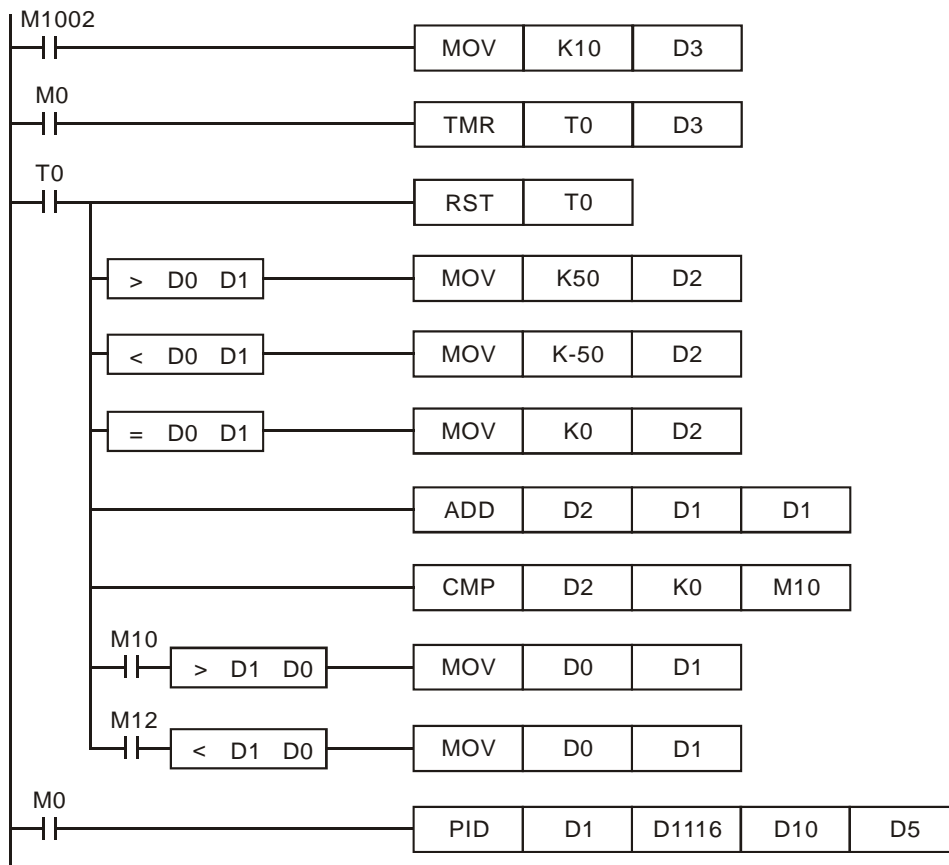 M1002
MOV K10 D3
M0
TMR T0 D3
T0
RST T0
> D0 D1 MOV K50 D2
< D0 D1 MOV K-50 D2
= D0 D1 MOV K0 D2
ADD D2 D1 D1
CMP D2 K0 M10
M10
> D1 D0 MOV D0 D1
M12
< D1 D0 MOV D0 D1
M0
PID D1 D1116 D10 D5